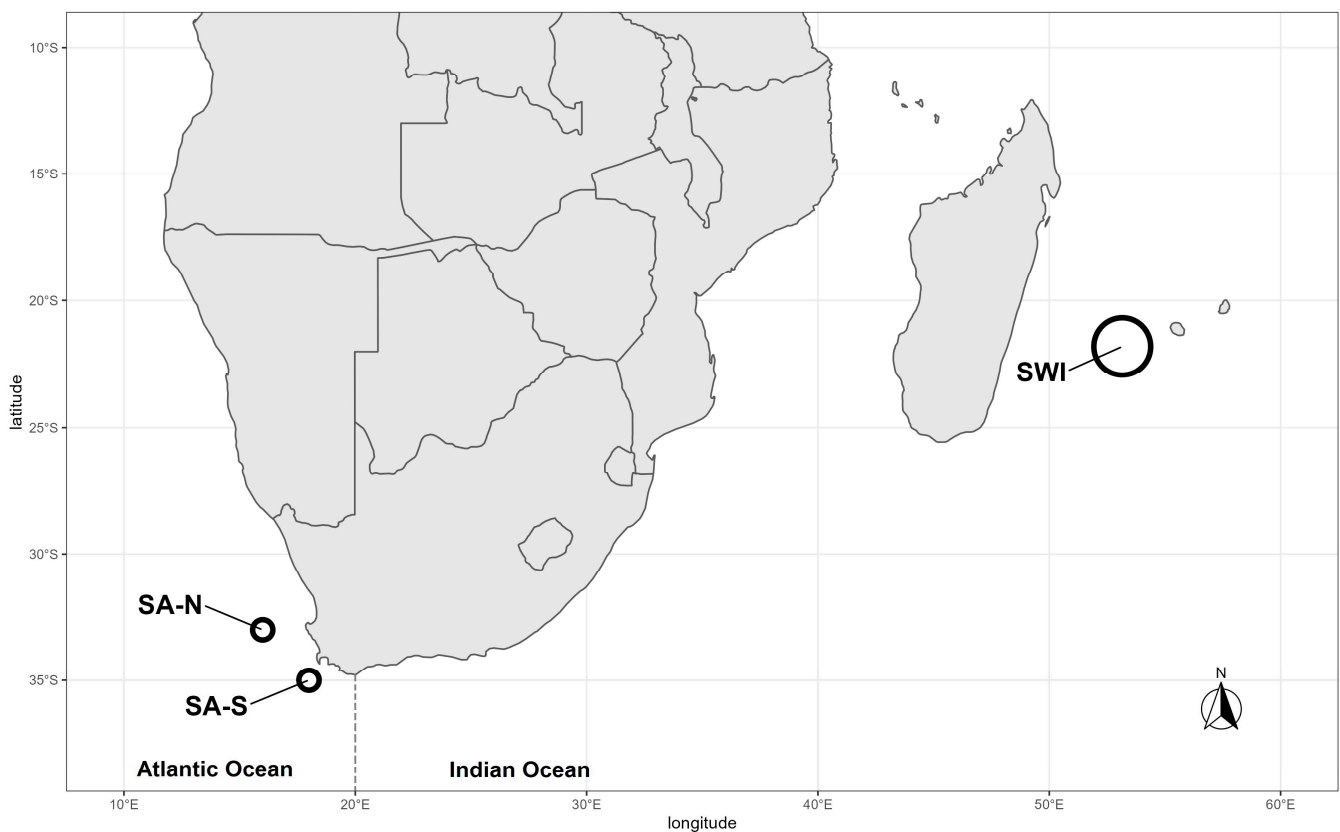 10°S
15°S
20°S
25°S
30°S
35°S
latitude
SWI
SA-N
SA-S
N
Atlantic Ocean
Indian Ocean
10°E
20°E
30°E
40°E
50°E
60°E
longitude